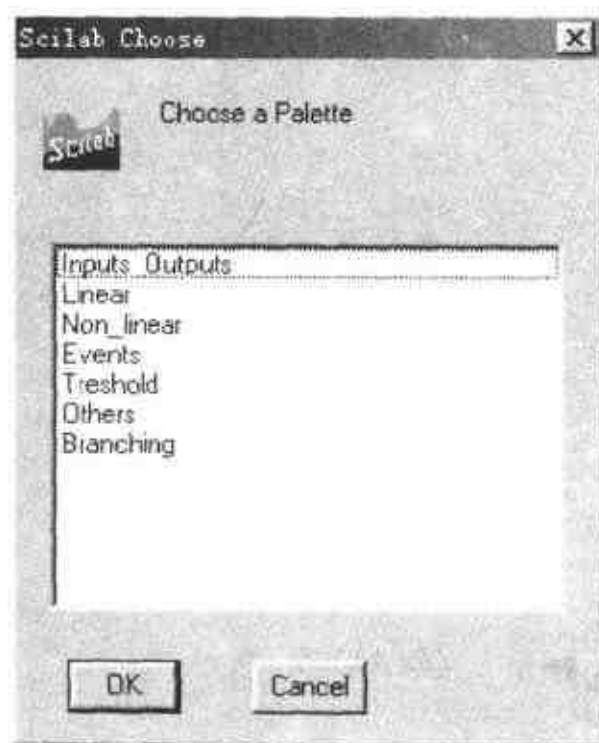 Scilab Choose
Scilab
Choose a Palette
Inputs_Outputs
Linear
Non_linear
Events
Treshold
Others
Branching
OK
Cancel